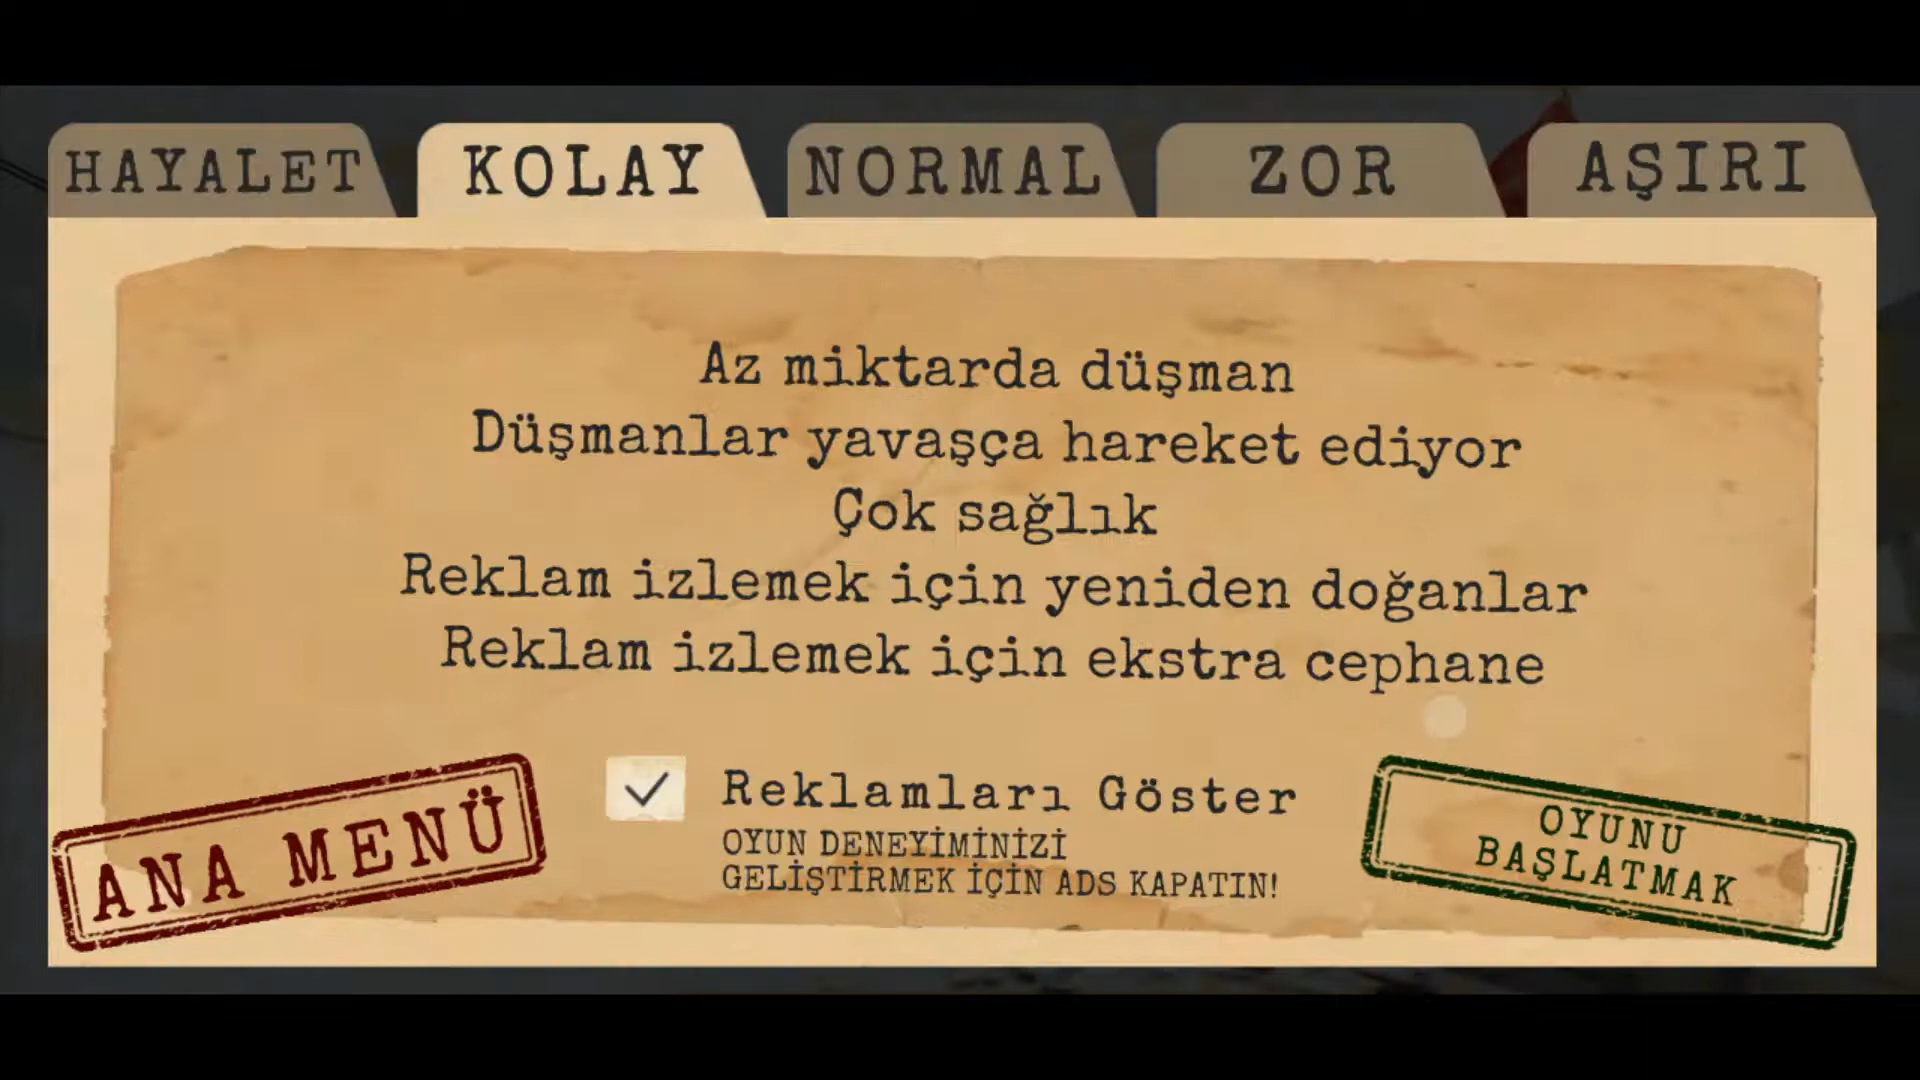 HAYALET
KOLAY
NORMAL
ZOR
AŞIRI
Az miktarda düşman
Düşmanlar yavaşça hareket ediyor
Çok sağlık
Reklam izlemek için yeniden doğanlar
Reklam izlemek için ekstra cephane
ANA MENÜ
Reklamları Göster
OYUN DENEYİMİNİZİ
GELİŞTİRMEK İÇİN ADS KAPATIN!
OYUNU
BAŞLATMAK